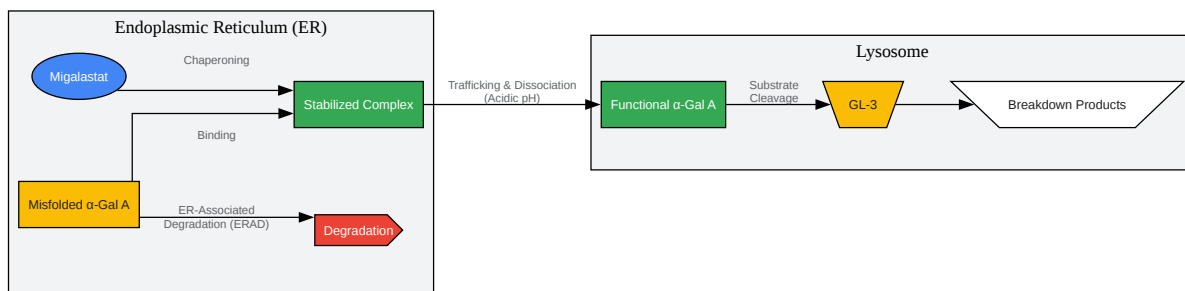 Endoplasmic Reticulum (ER)
Chaperoning
Migalastat
Stabilized Complex
Binding
Misfolded α-Gal A
ER-Associated
Degradation (ERAD)
Degradation
Trafficking & Dissociation
(Acidic pH)
Lysosome
Functional α-Gal A
Substrate
Cleavage
GL-3
Breakdown Products